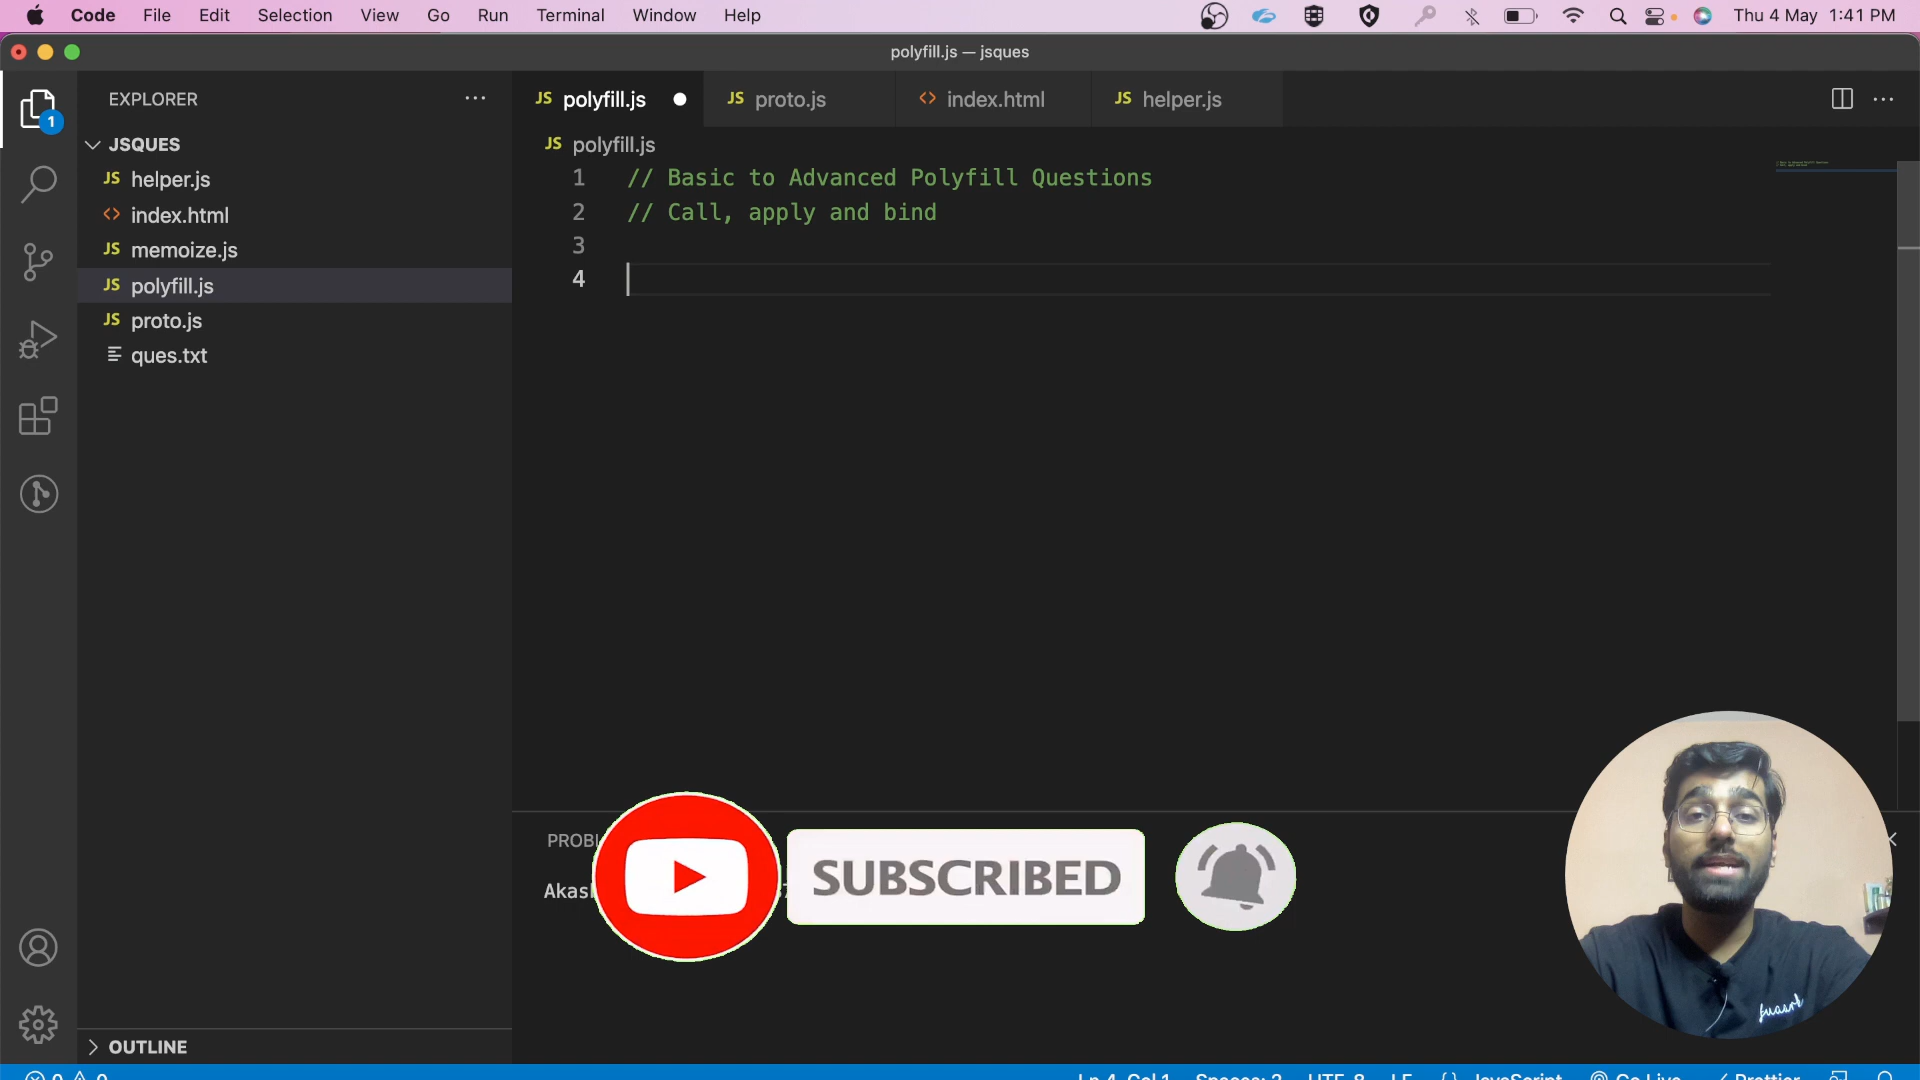 Code File Edit Selection View Go Run Terminal Window Help Thu 4 May 1:41 PM
polyfill.js — jsques
EXPLORER
JS polyfill.js JS proto.js <> index.html JS helper.js
1
JSQUES
JS polyfill.js
JS helper.js
<> index.html
JS memoize.js
JS polyfill.js
JS proto.js
ques.txt
1 // Basic to Advanced Polyfill Questions
2 // Call, apply and bind
3
4
SUBSCRIBED
OUTLINE
Ln 4, Col 1 Spaces: 2 UTF-8 LF {} JavaScript Go Live Prettier